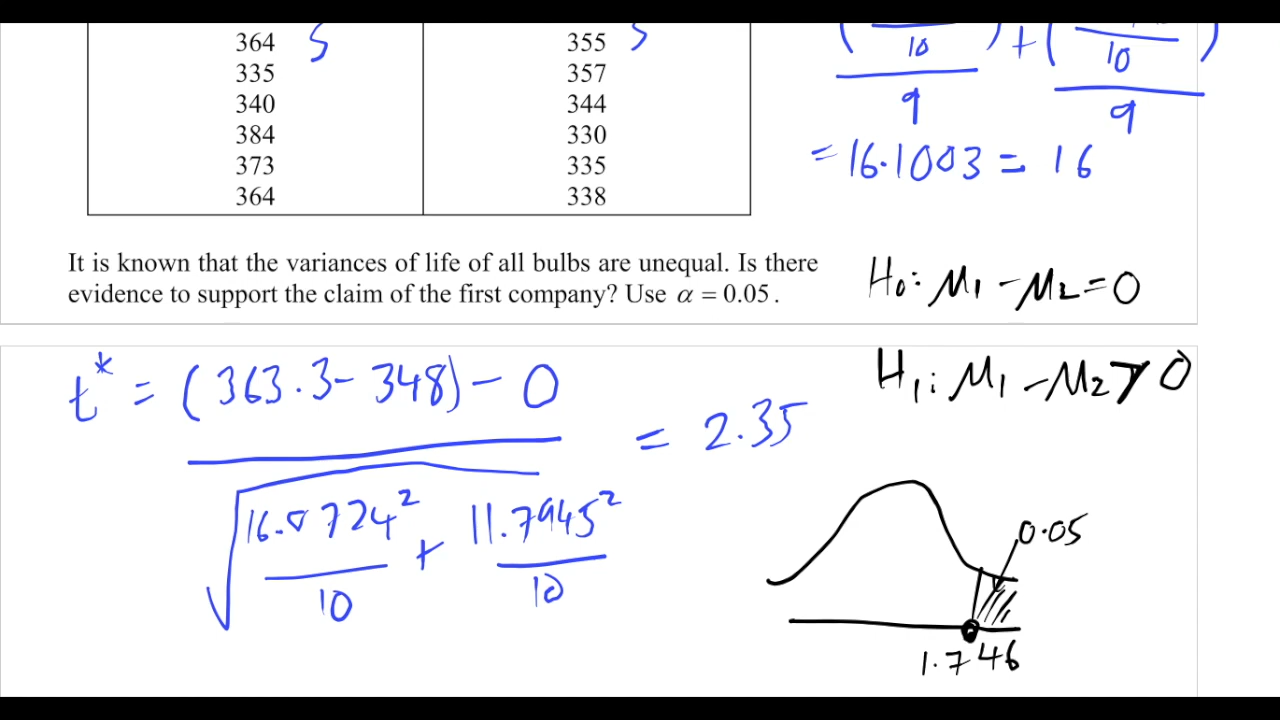 364 355
335 357
340 344
384 330
373 335
364 338
10 ) + ( 10 )
9 9
= 16.1003 = 16
It is known that the variances of life of all bulbs are unequal. Is there
evidence to support the claim of the first company? Use α = 0.05.
H0: μ1 - μ2 = 0
H1: μ1 - μ2 > 0
t* = (363.3 - 348) - 0
= 2.35
16.8724² + 11.7945²
10 10
0.05
1.746